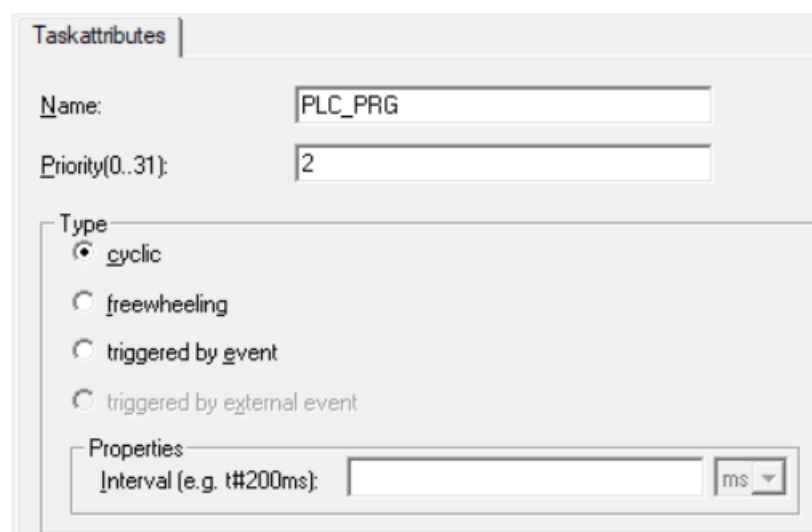 Taskattributes
Name: PLC_PRG
Priority(0..31): 2
Type
cyclic
freewheeling
triggered by event
triggered by external event
Properties
Interval (e.g. t#200ms): ms